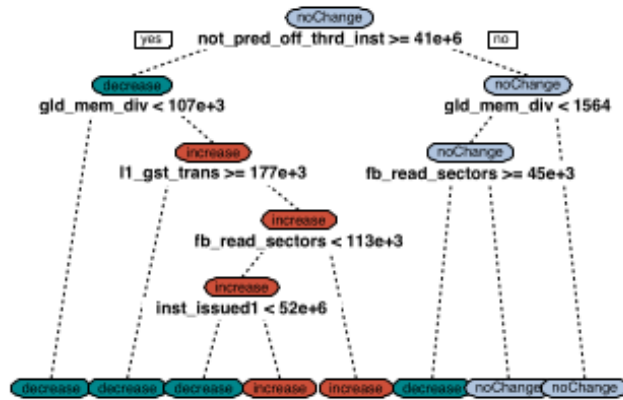 noChange
yes not_pred_off_thrd_inst >= 41e+6 no
decrease noChange
gld_mem_div < 107e+3 gld_mem_div < 1564
increase noChange
l1_gst_trans >= 177e+3 fb_read_sectors >= 45e+3
increase
fb_read_sectors < 113e+3
increase
inst_issued1 < 52e+6
decrease decrease decrease increase increase decrease noChange noChange